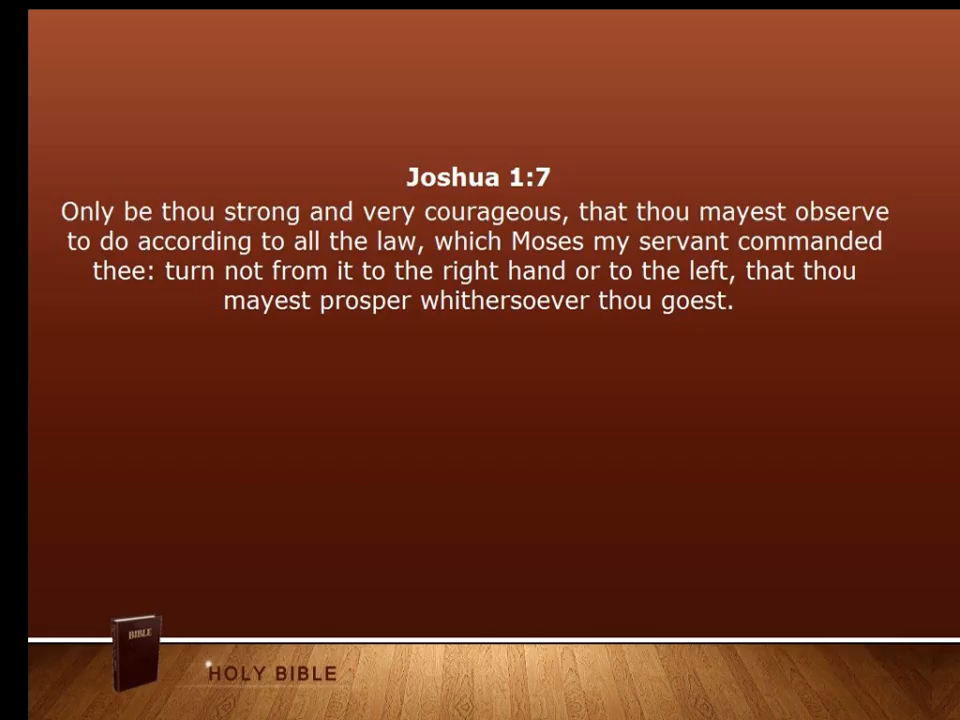 Joshua 1:7
Only be thou strong and very courageous, that thou mayest observe
to do according to all the law, which Moses my servant commanded
thee: turn not from it to the right hand or to the left, that thou
mayest prosper whithersoever thou goest.
BIBLE
HOLY BIBLE